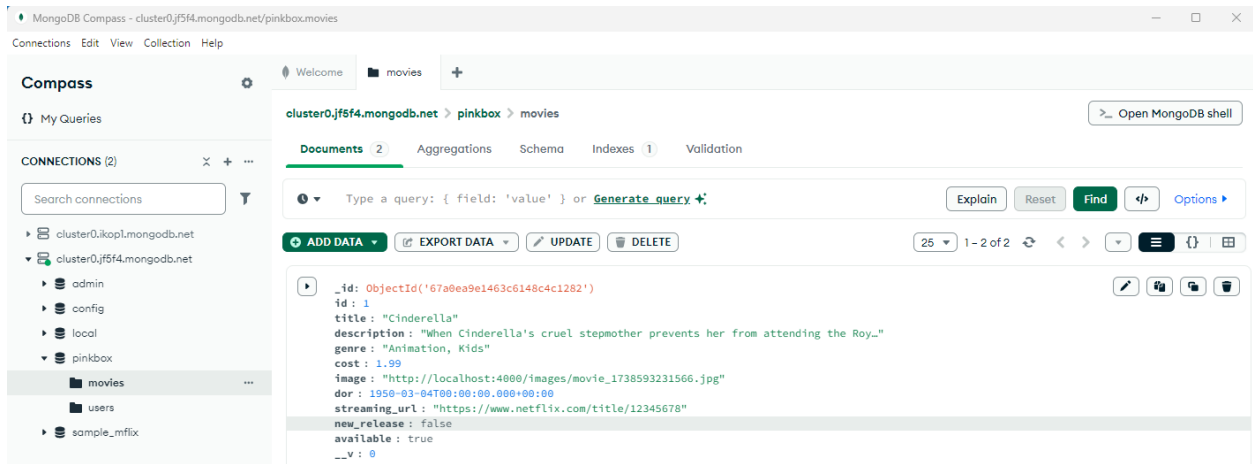 MongoDB Compass - cluster0.jf5f4.mongodb.net/pinkbox.movies
Connections Edit View Collection Help
Compass
{} My Queries
CONNECTIONS (2)
Search connections
cluster0.ikopl.mongodb.net
cluster0.jf5f4.mongodb.net
admin
config
local
pinkbox
movies
users
sample_mflix
Welcome movies
cluster0.jf5f4.mongodb.net > pinkbox > movies
>_ Open MongoDB shell
Documents 2 Aggregations Schema Indexes 1 Validation
Type a query: { field: 'value' } or Generate query
Explain Reset Find </> Options
ADD DATA EXPORT DATA UPDATE DELETE
25 1 – 2 of 2 {}
_id: ObjectId('67a0ea9e1463c6148c4c1282')
id : 1
title : "Cinderella"
description : "When Cinderella's cruel stepmother prevents her from attending the Roy…"
genre : "Animation, Kids"
cost : 1.99
image : "http://localhost:4000/images/movie_1738593231566.jpg"
dor : 1950-03-04T00:00:00.000+00:00
streaming_url : "https://www.netflix.com/title/12345678"
new_release : false
available : true
__v : 0